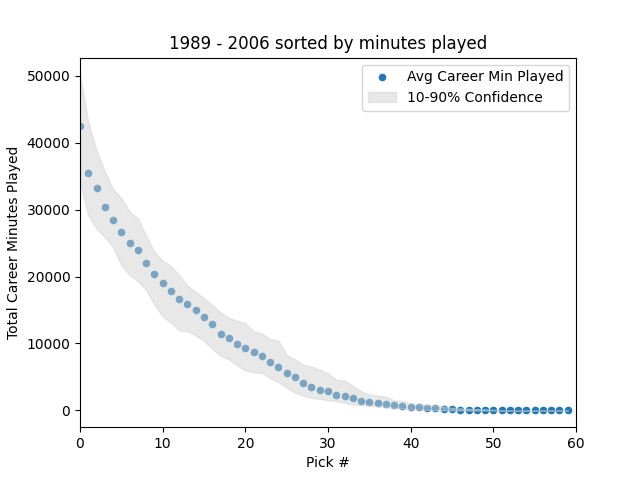 1989 - 2006 sorted by minutes played
Avg Career Min Played
10-90% Confidence
Total Career Minutes Played
50000
40000
30000
20000
10000
0
0 10 20 30 40 50 60
Pick #